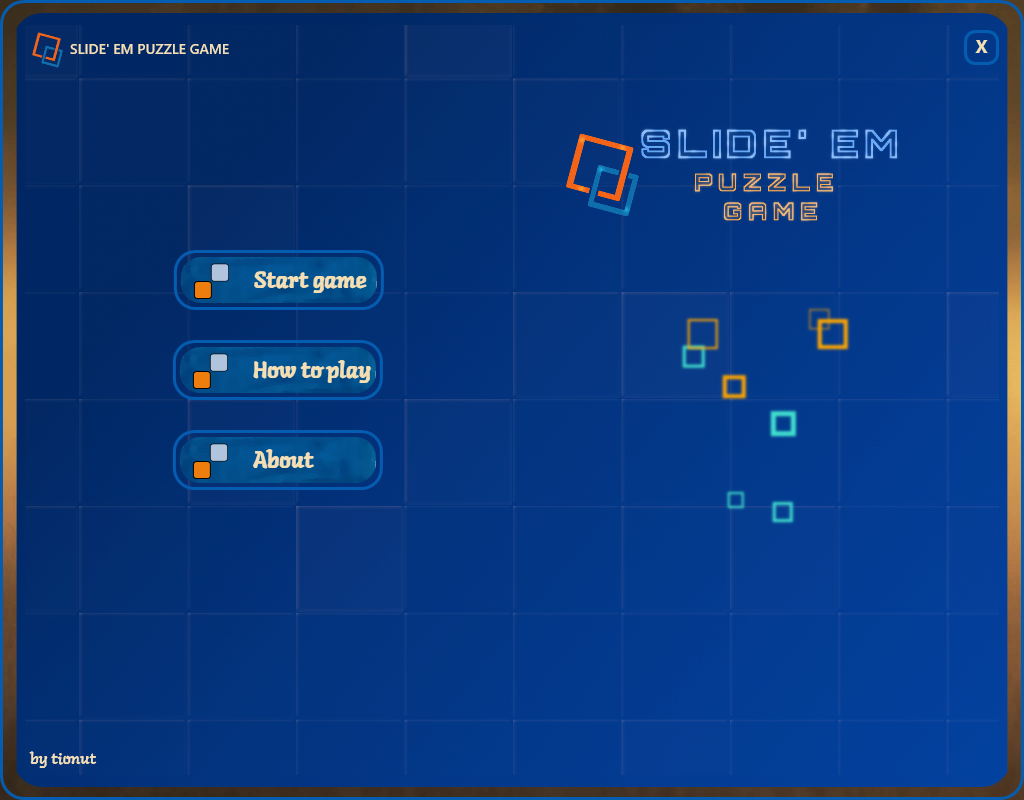 SLIDE' EM PUZZLE GAME
X
SLIDE' EM
PUZZLE
GAME
Start game
How to play
About
by tionut